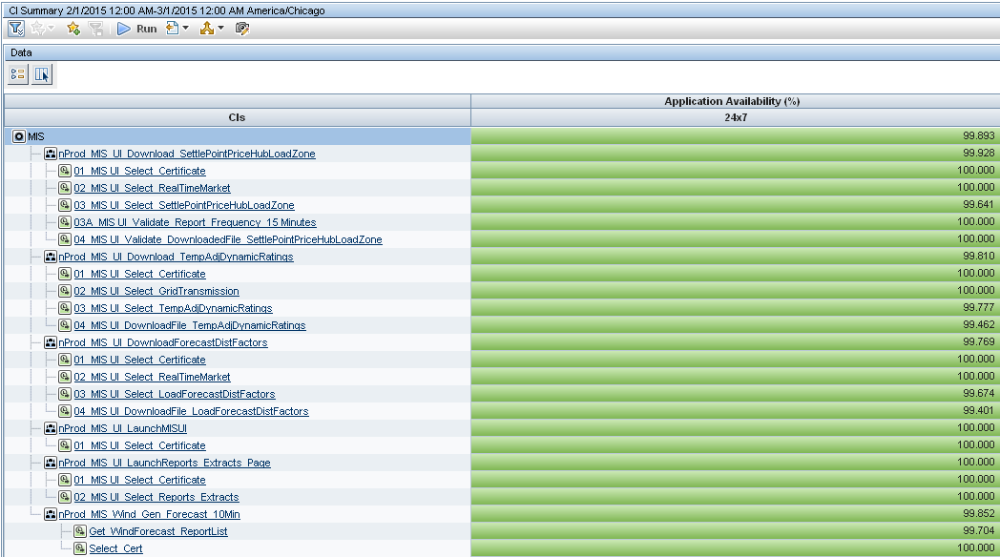 CI Summary 2/1/2015 12:00 AM-3/1/2015 12:00 AM America/Chicago
Run
Data
Application Availability (%)
CIs 24x7
MIS 99.893
nProd_MIS_UI_Download_SettlePointPriceHubLoadZone 99.928
01_MIS UI_Select_Certificate 100.000
02_MIS UI_Select_RealTimeMarket 100.000
03_MIS UI_Select_SettlePointPriceHubLoadZone 99.641
03A_MIS UI_Validate_Report_Frequency_15 Minutes 100.000
04_MIS UI_Validate_DownloadedFile_SettlePointPriceHubLoadZone 100.000
nProd_MIS_UI_Download_TempAdjDynamicRatings 99.810
01_MIS UI_Select_Certificate 100.000
02_MIS UI_Select_GridTransmission 100.000
03_MIS UI_Select_TempAdjDynamicRatings 99.777
04_MIS UI_DownloadFile_TempAdjDynamicRatings 99.462
nProd_MIS_UI_DownloadForecastDistFactors 99.769
01_MIS UI_Select_Certificate 100.000
02_MIS UI_Select_RealTimeMarket 100.000
03_MIS UI_Select_LoadForecastDistFactors 99.674
04_MIS UI_DownloadFile_LoadForecastDistFactors 99.401
nProd_MIS_UI_LaunchMISUI 100.000
01_MIS UI_Select_Certificate 100.000
nProd_MIS_UI_LaunchReports_Extracts_Page 100.000
01_MIS UI_Select_Certificate 100.000
02_MIS UI_Select_Reports_Extracts 100.000
nProd_MIS_Wind_Gen_Forecast_10Min 99.852
Get_WindForecast_ReportList 99.704
Select_Cert 100.000